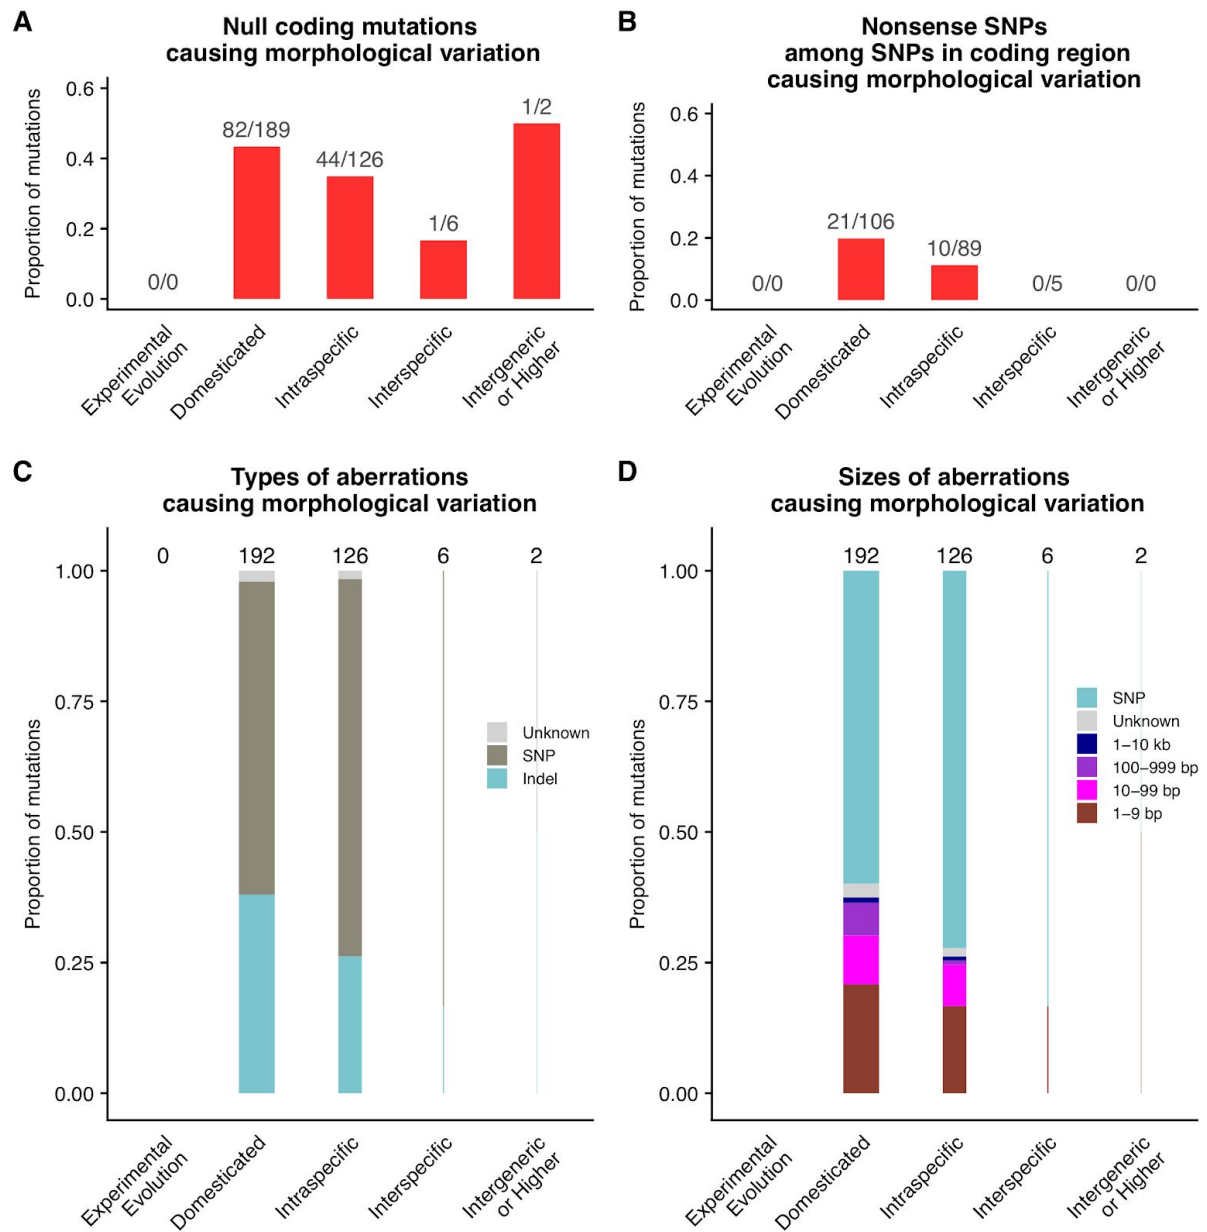 A
Null coding mutations
causing morphological variation
Proportion of mutations
0.6
0.4
0.2
0.0
0/0
82/189
44/126
1/6
1/2
Experimental
Evolution
Domesticated
Intraspecific
Interspecific
Intergeneric
or Higher
B
Nonsense SNPs
among SNPs in coding region
causing morphological variation
Proportion of mutations
0.6
0.4
0.2
0.0
0/0
21/106
10/89
0/5
0/0
Experimental
Evolution
Domesticated
Intraspecific
Interspecific
Intergeneric
or Higher
C
Types of aberrations
causing morphological variation
Proportion of mutations
1.00
0.75
0.50
0.25
0.00
0
192
126
6
2
Unknown
SNP
Indel
Experimental
Evolution
Domesticated
Intraspecific
Interspecific
Intergeneric
or Higher
D
Sizes of aberrations
causing morphological variation
Proportion of mutations
1.00
0.75
0.50
0.25
0.00
192
126
6
2
SNP
Unknown
1–10 kb
100–999 bp
10–99 bp
1–9 bp
Experimental
Evolution
Domesticated
Intraspecific
Interspecific
Intergeneric
or Higher